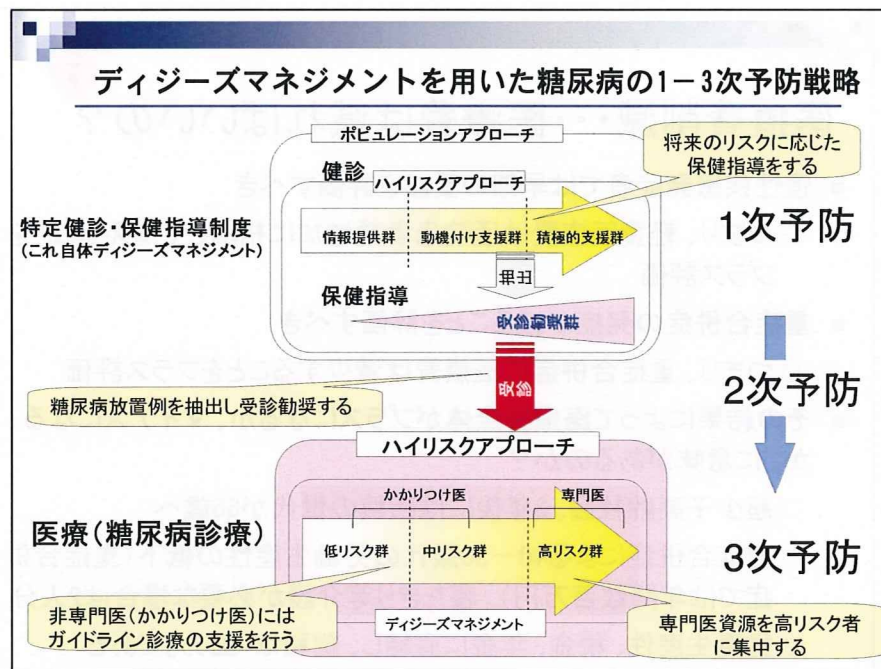 ディジーズマネジメントを用いた糖尿病の1－3次予防戦略
ポピュレーションアプローチ
将来のリスクに応じた
保健指導をする
健診
ハイリスクアプローチ
特定健診・保健指導制度
(これ自体ディジーズマネジメント)
情報提供群
動機付け支援群
積極的支援群
1次予防
保健指導
受診勧奨群
糖尿病放置例を抽出し受診勧奨する
受診
2次予防
ハイリスクアプローチ
かかりつけ医
専門医
医療(糖尿病診療)
低リスク群
中リスク群
高リスク群
3次予防
非専門医(かかりつけ医)には
ガイドライン診療の支援を行う
ディジーズマネジメント
専門医資源を高リスク者
に集中する